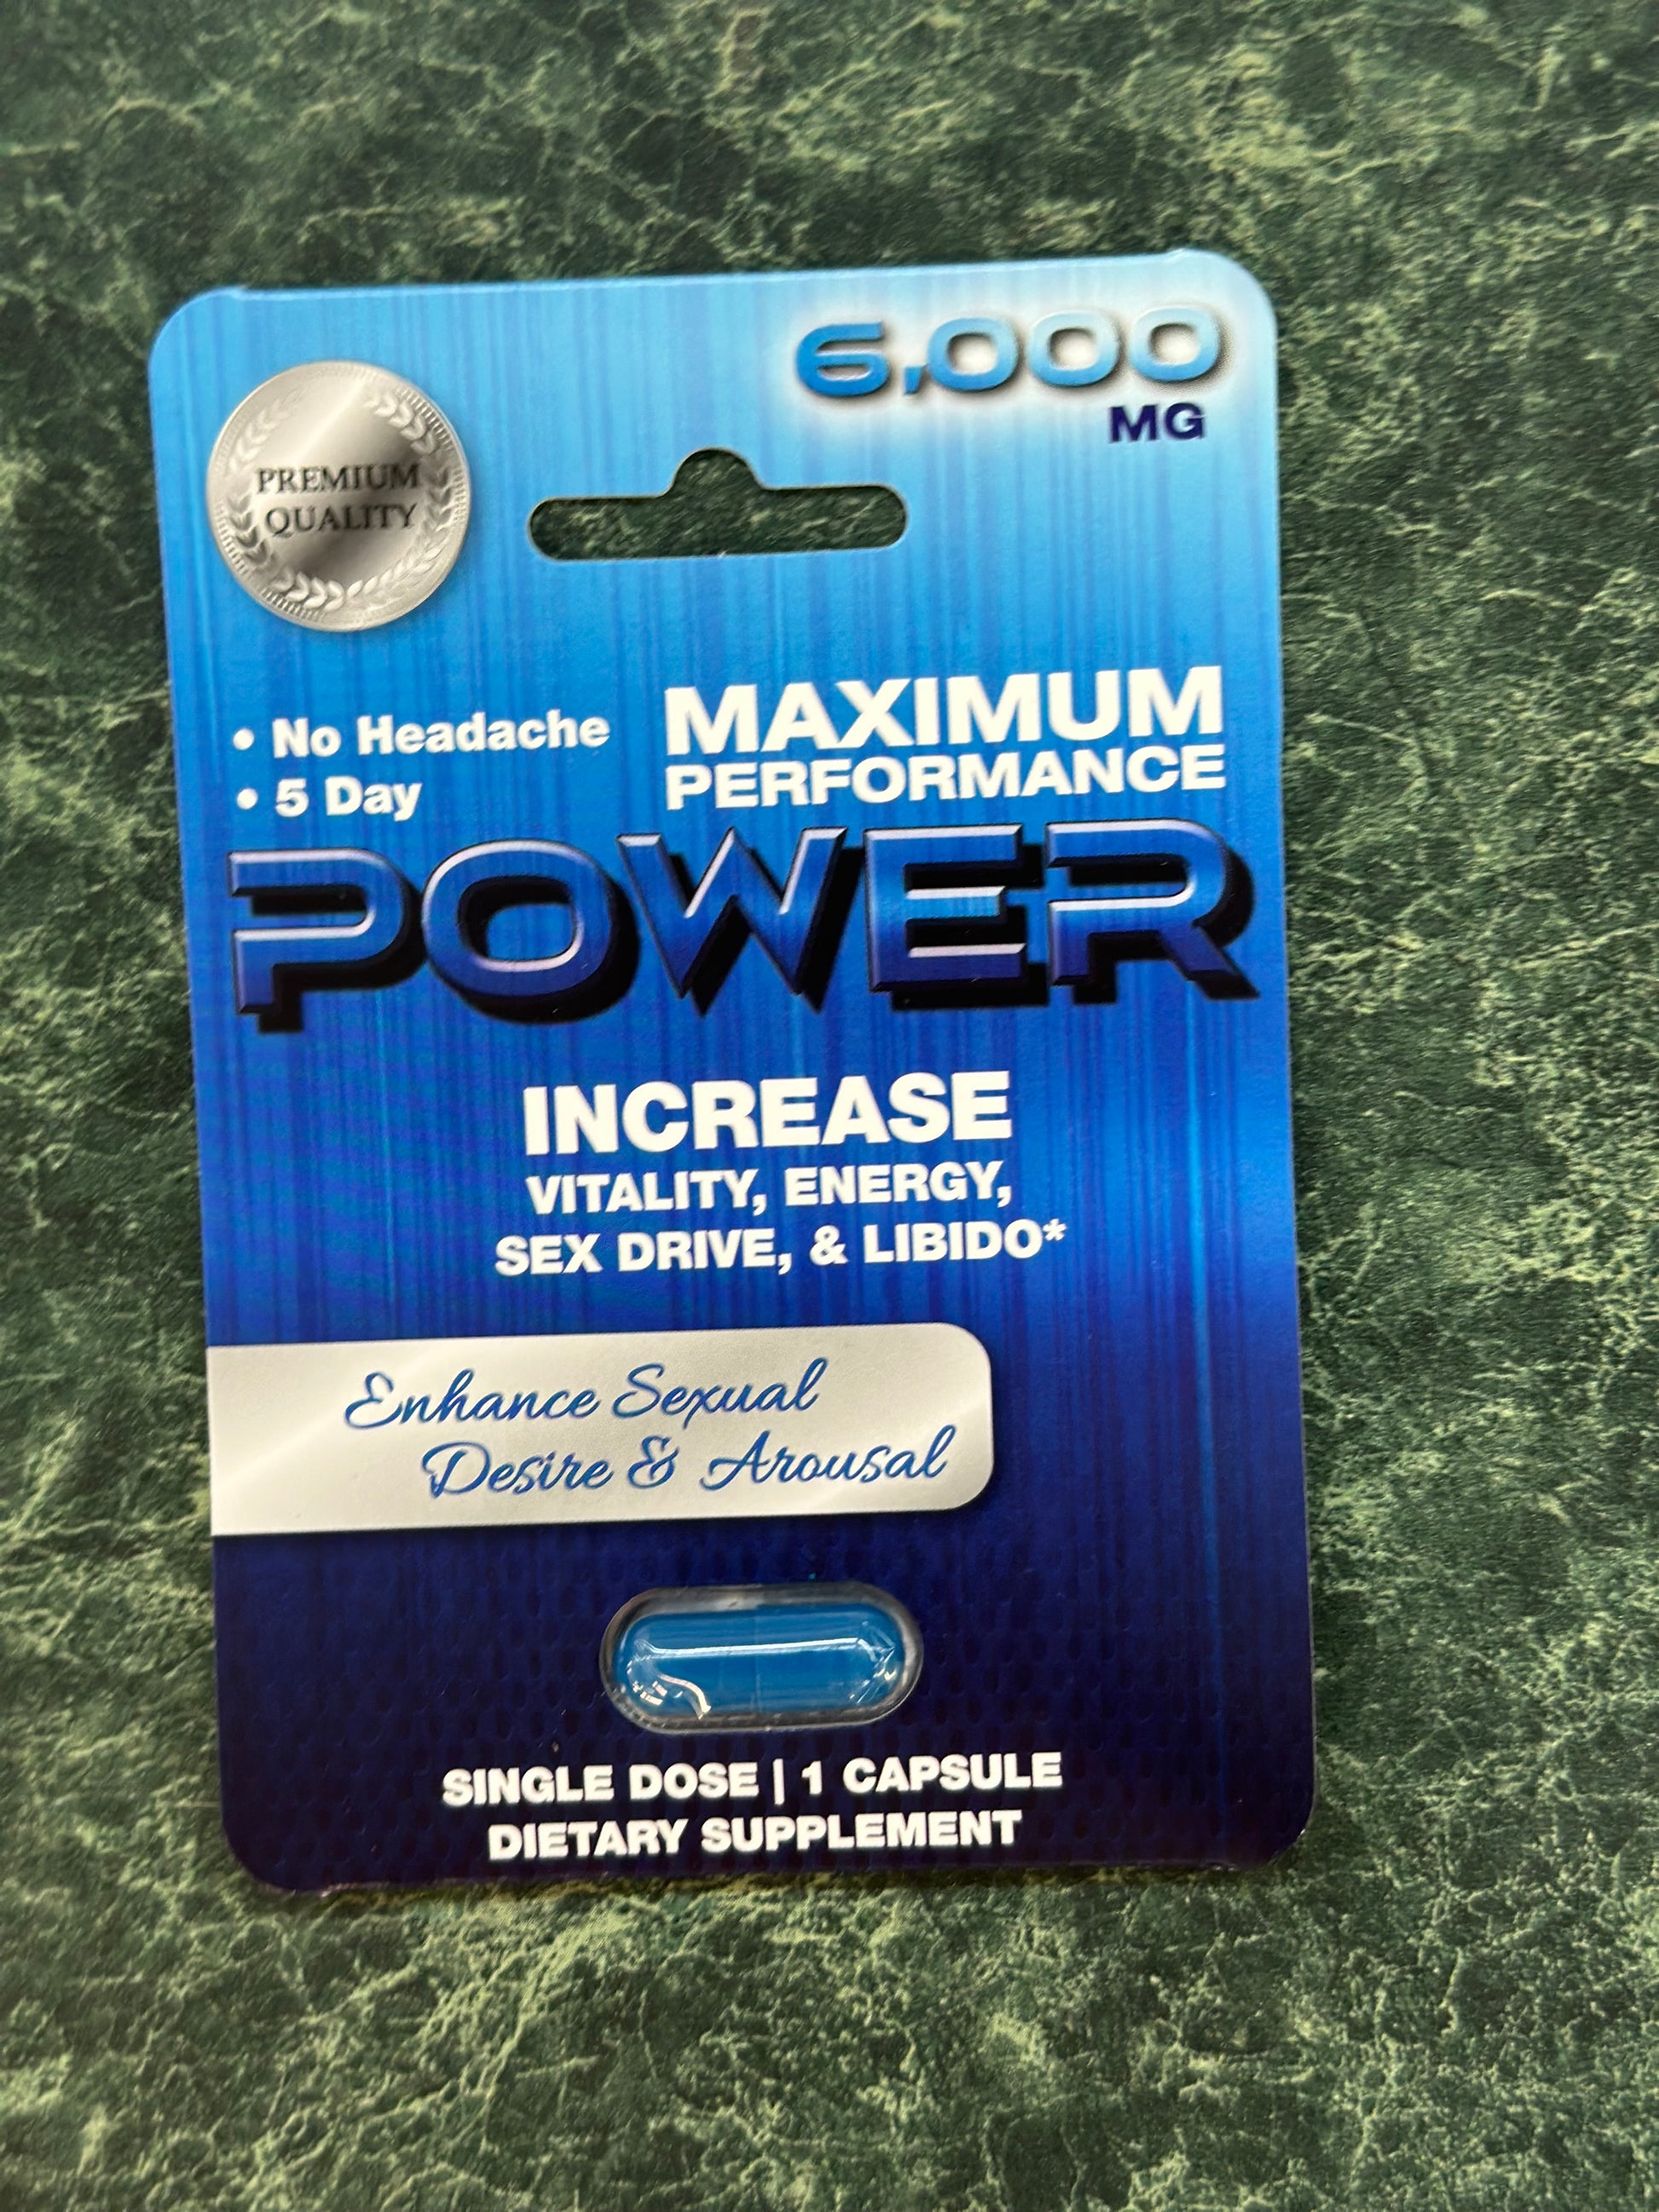 6,000
MG
PREMIUM
QUALITY
• No Headache
• 5 Day
MAXIMUM
PERFORMANCE
POWER
INCREASE
VITALITY, ENERGY,
SEX DRIVE, & LIBIDO*
Enhance Sexual
Desire & Arousal
SINGLE DOSE | 1 CAPSULE
DIETARY SUPPLEMENT